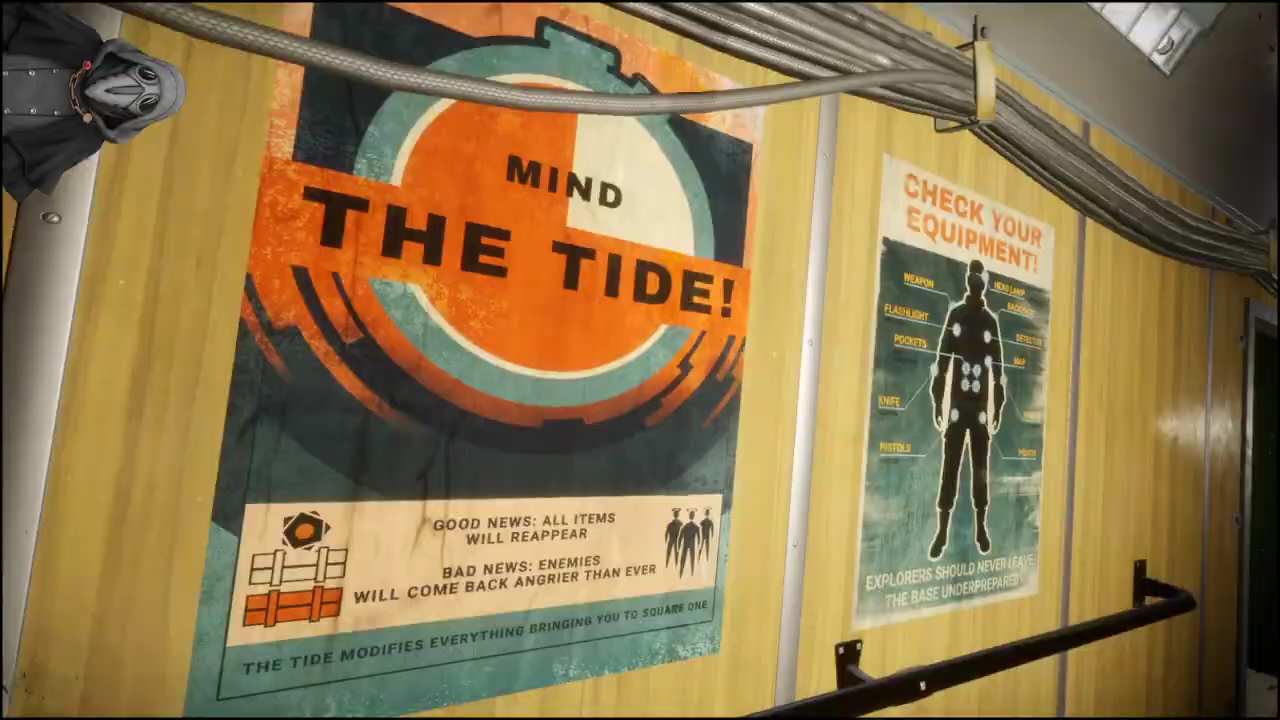 MIND
THE TIDE!
GOOD NEWS: ALL ITEMS
WILL REAPPEAR
BAD NEWS: ENEMIES
WILL COME BACK ANGRIER THAN EVER
THE TIDE MODIFIES EVERYTHING BRINGING YOU TO SQUARE ONE
CHECK YOUR
EQUIPMENT!
WEAPON
HEAD LAMP
FLASHLIGHT
BACKPACK
POCKETS
DETECTOR
MAP
KNIFE
PISTOLS
POUCH
EXPLORERS SHOULD NEVER LEAVE
THE BASE UNDERPREPARED!